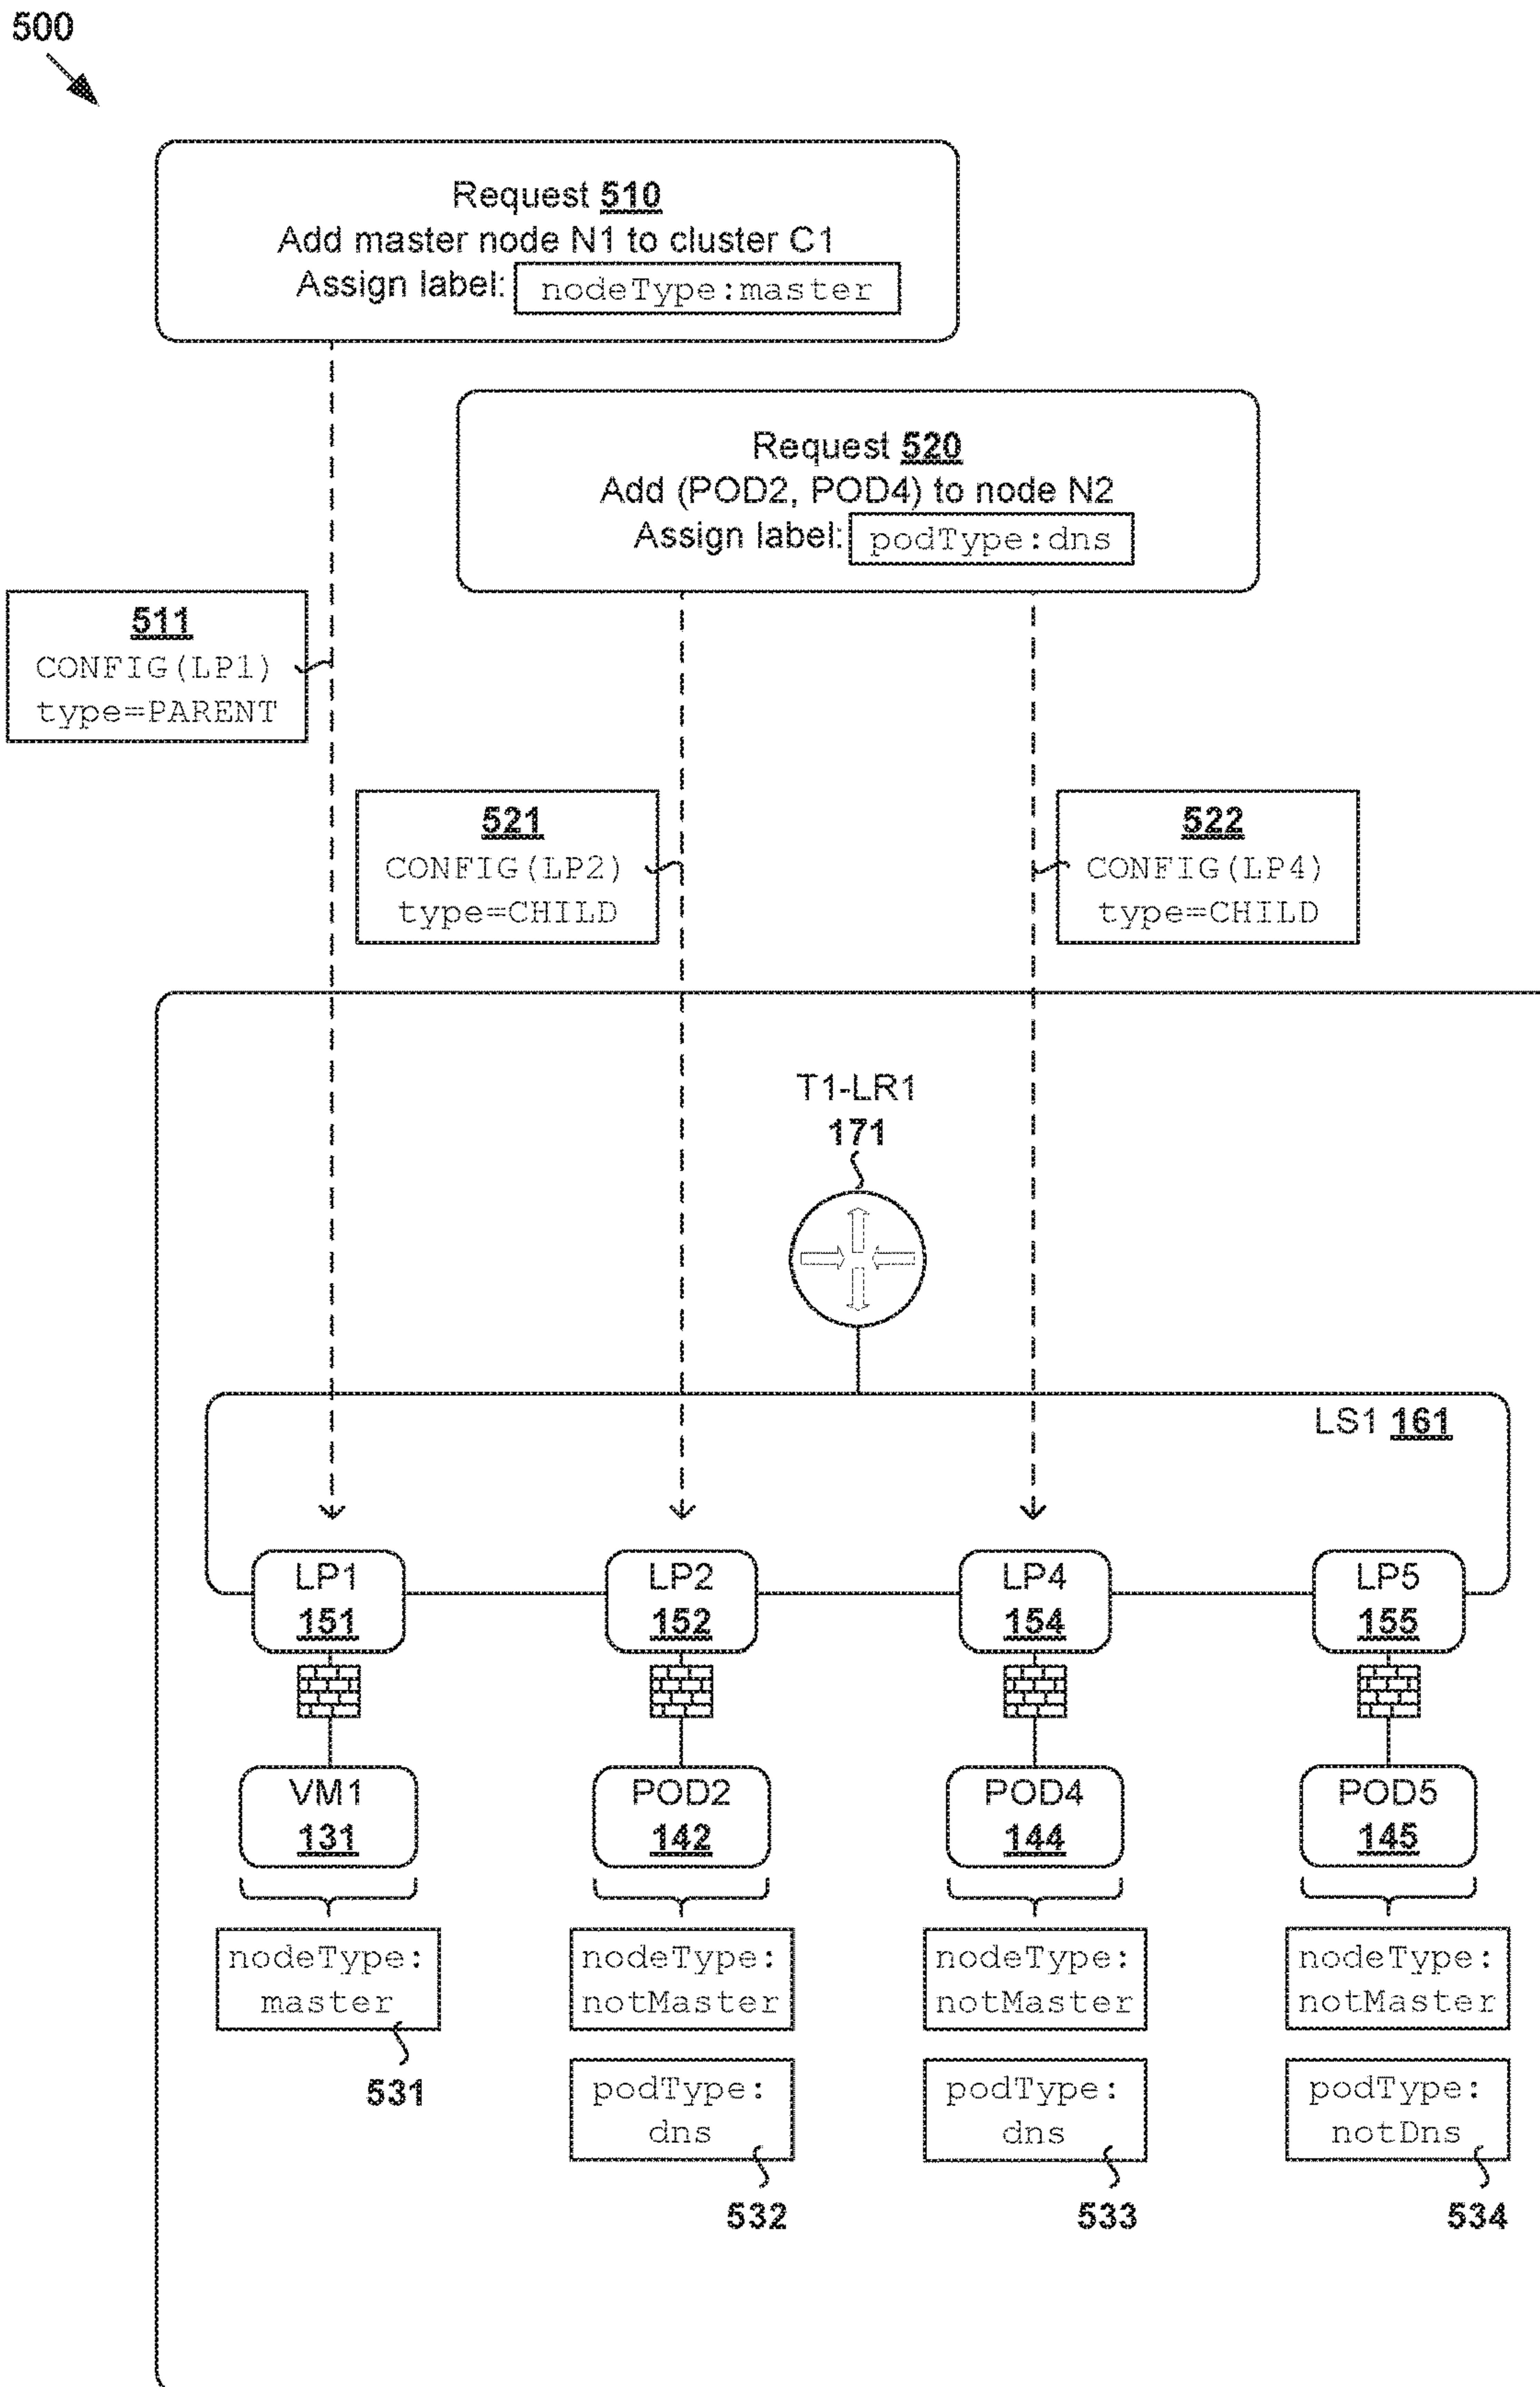 500
Request 510
Add master node N1 to cluster C1
Assign label: nodeType:master
Request 520
Add (POD2, POD4) to node N2
Assign label: podType:dns
511
CONFIG(LP1)
type=PARENT
521
CONFIG(LP2)
type=CHILD
522
CONFIG(LP4)
type=CHILD
T1-LR1
171
LS1 161
LP1
151
LP2
152
LP4
154
LP5
155
VM1
131
POD2
142
POD4
144
POD5
145
nodeType:
master
nodeType:
notMaster
nodeType:
notMaster
nodeType:
notMaster
531
podType:
dns
podType:
dns
podType:
notDns
532
533
534